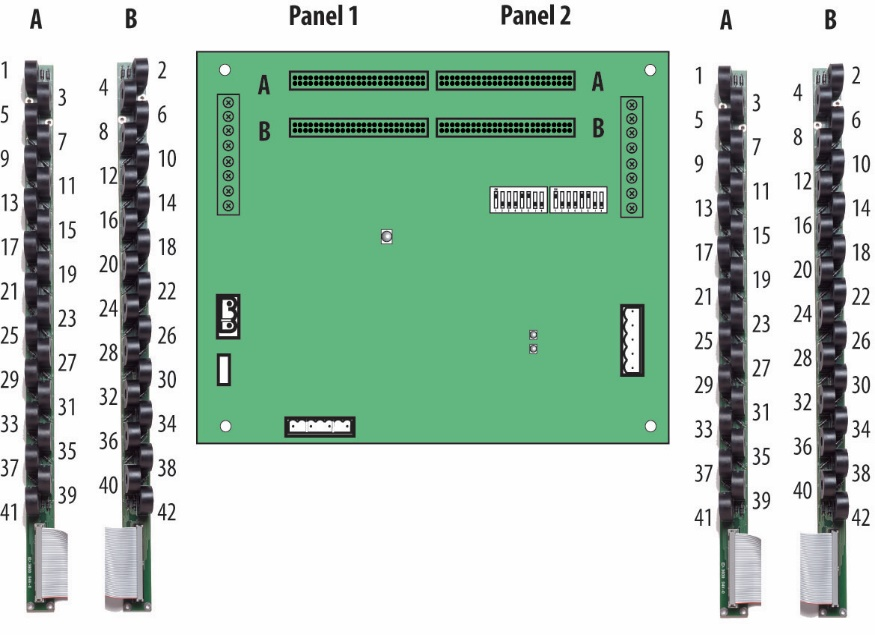 A B Panel 1 Panel 2 A B
1 2 1 2
4 4
3 3
5 6 5 6
8 8
7 7
9 10 9 10
12 12
11 11
13 14 13 14
16 16
15 15
17 18 17 18
20 20
19 19
21 22 21 22
24 24
23 23
25 26 25 26
28 28
27 27
29 30 29 30
32 32
31 31
33 34 33 34
36 36
35 35
37 38 37 38
40 40
39 39
41 42 41 42
A A
B B